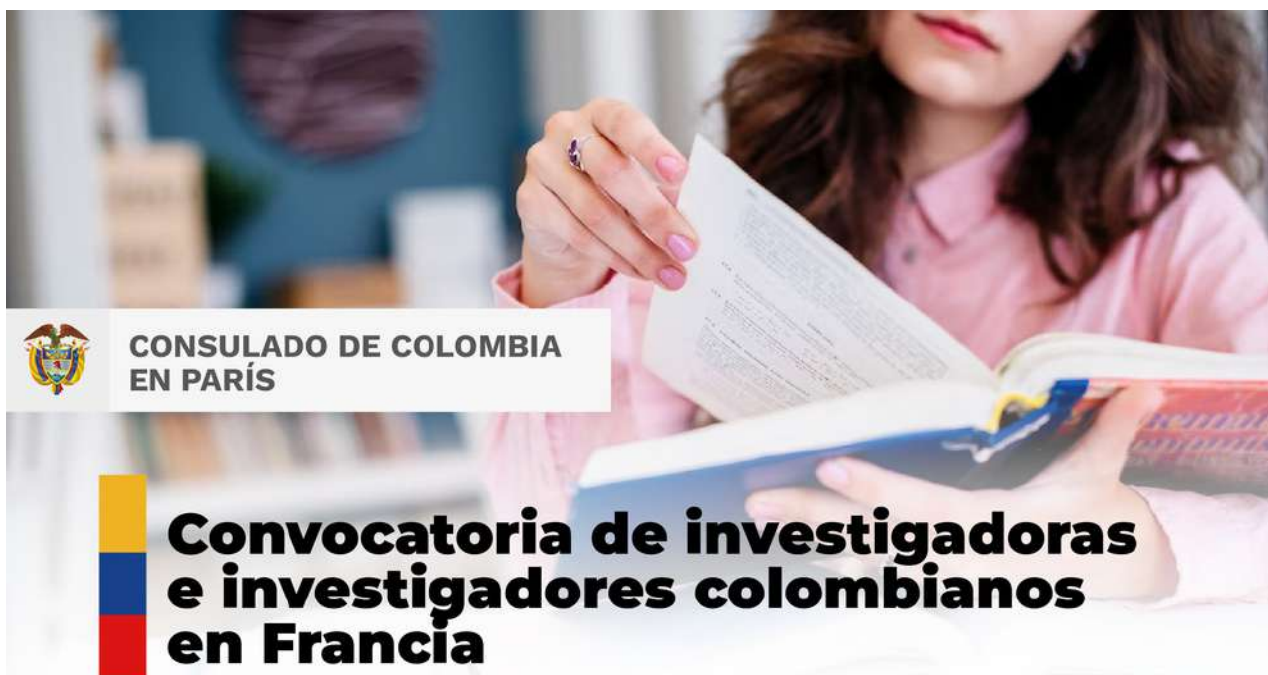 CONSULADO DE COLOMBIA
EN PARÍS
Convocatoria de investigadoras
e investigadores colombianos
en Francia